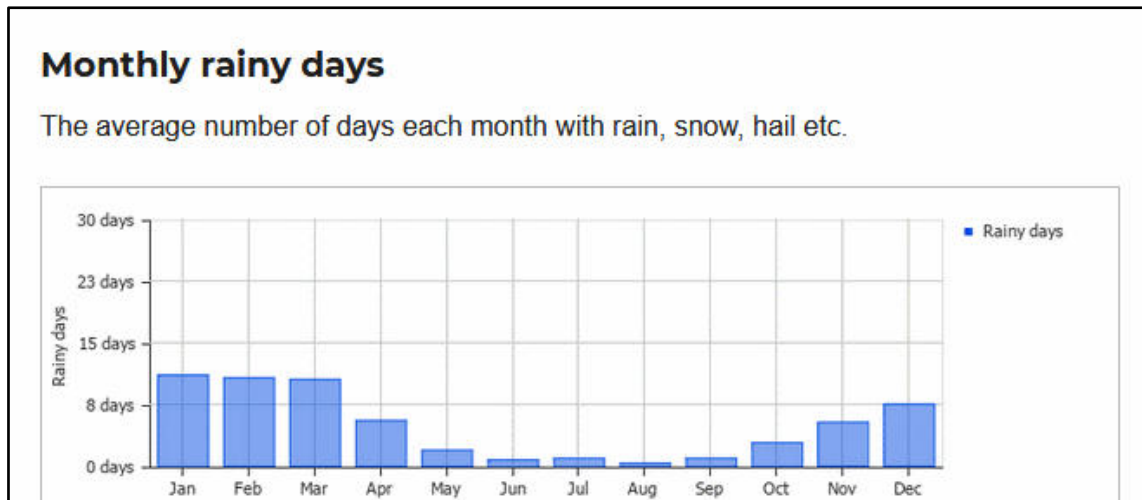 Monthly rainy days
The average number of days each month with rain, snow, hail etc.
30 days
Rainy days
23 days
15 days
Rainy days
8 days
0 days
Jan Feb Mar Apr May Jun Jul Aug Sep Oct Nov Dec